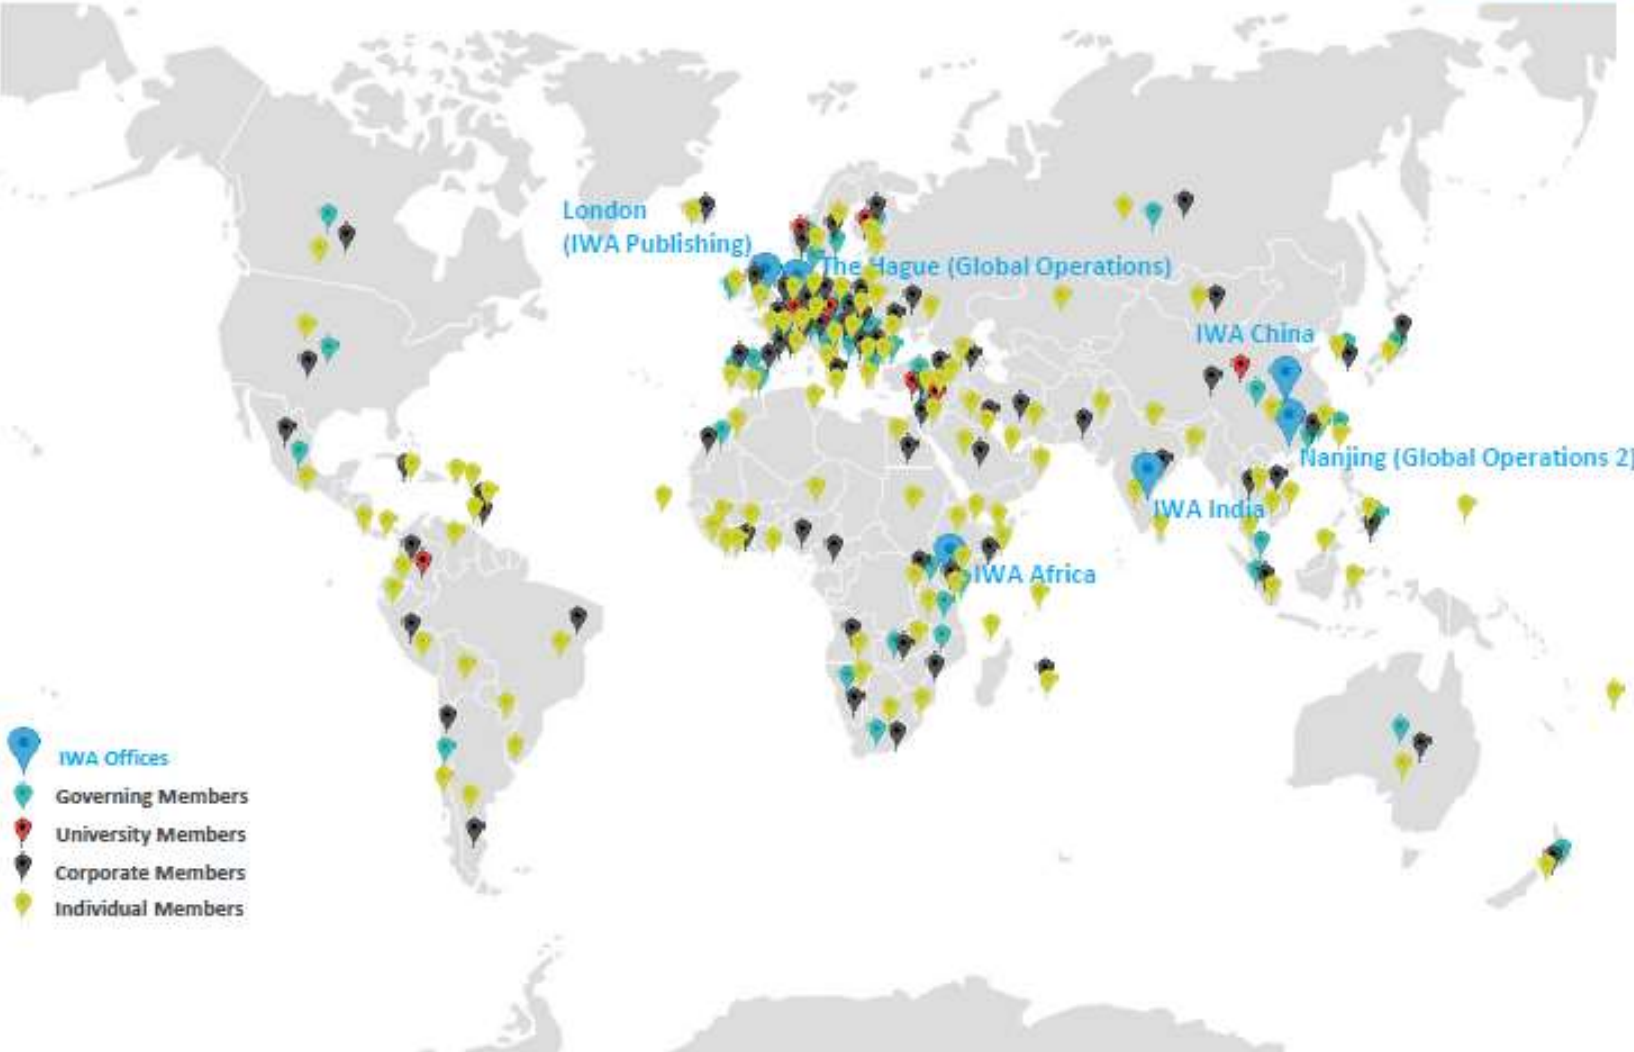 London
(IWA Publishing)
The Hague (Global Operations)
IWA China
Nanjing (Global Operations 2)
IWA India
IWA Africa
IWA Offices
Governing Members
University Members
Corporate Members
Individual Members